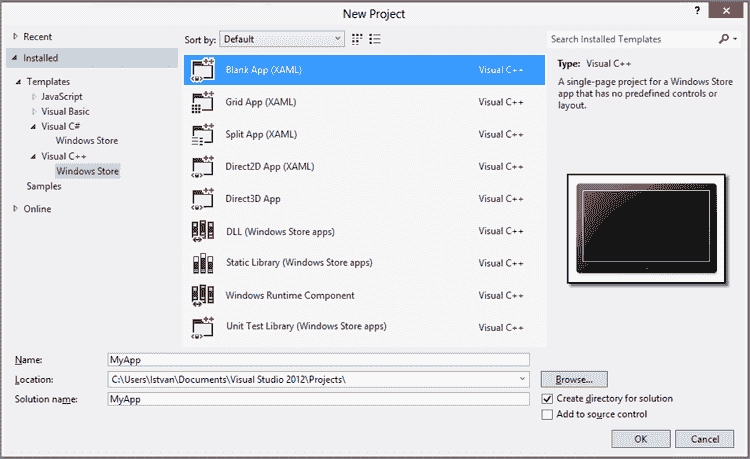 New Project
? x
Recent
Installed
Sort by: Default
Search Installed Templates
Templates
JavaScript
Visual Basic
Visual C#
Windows Store
Visual C++
Windows Store
Samples
Online
Blank App (XAML) Visual C++
Grid App (XAML) Visual C++
Split App (XAML) Visual C++
Direct2D App (XAML) Visual C++
Direct3D App Visual C++
DLL (Windows Store apps) Visual C++
Static Library (Windows Store apps) Visual C++
Windows Runtime Component Visual C++
Unit Test Library (Windows Store apps) Visual C++
Type: Visual C++
A single-page project for a Windows Store
app that has no predefined controls or
layout.
Name: MyApp
Location: C:\Users\Istvan\Documents\Visual Studio 2012\Projects\ Browse...
Solution name: MyApp
Create directory for solution
Add to source control
OK Cancel